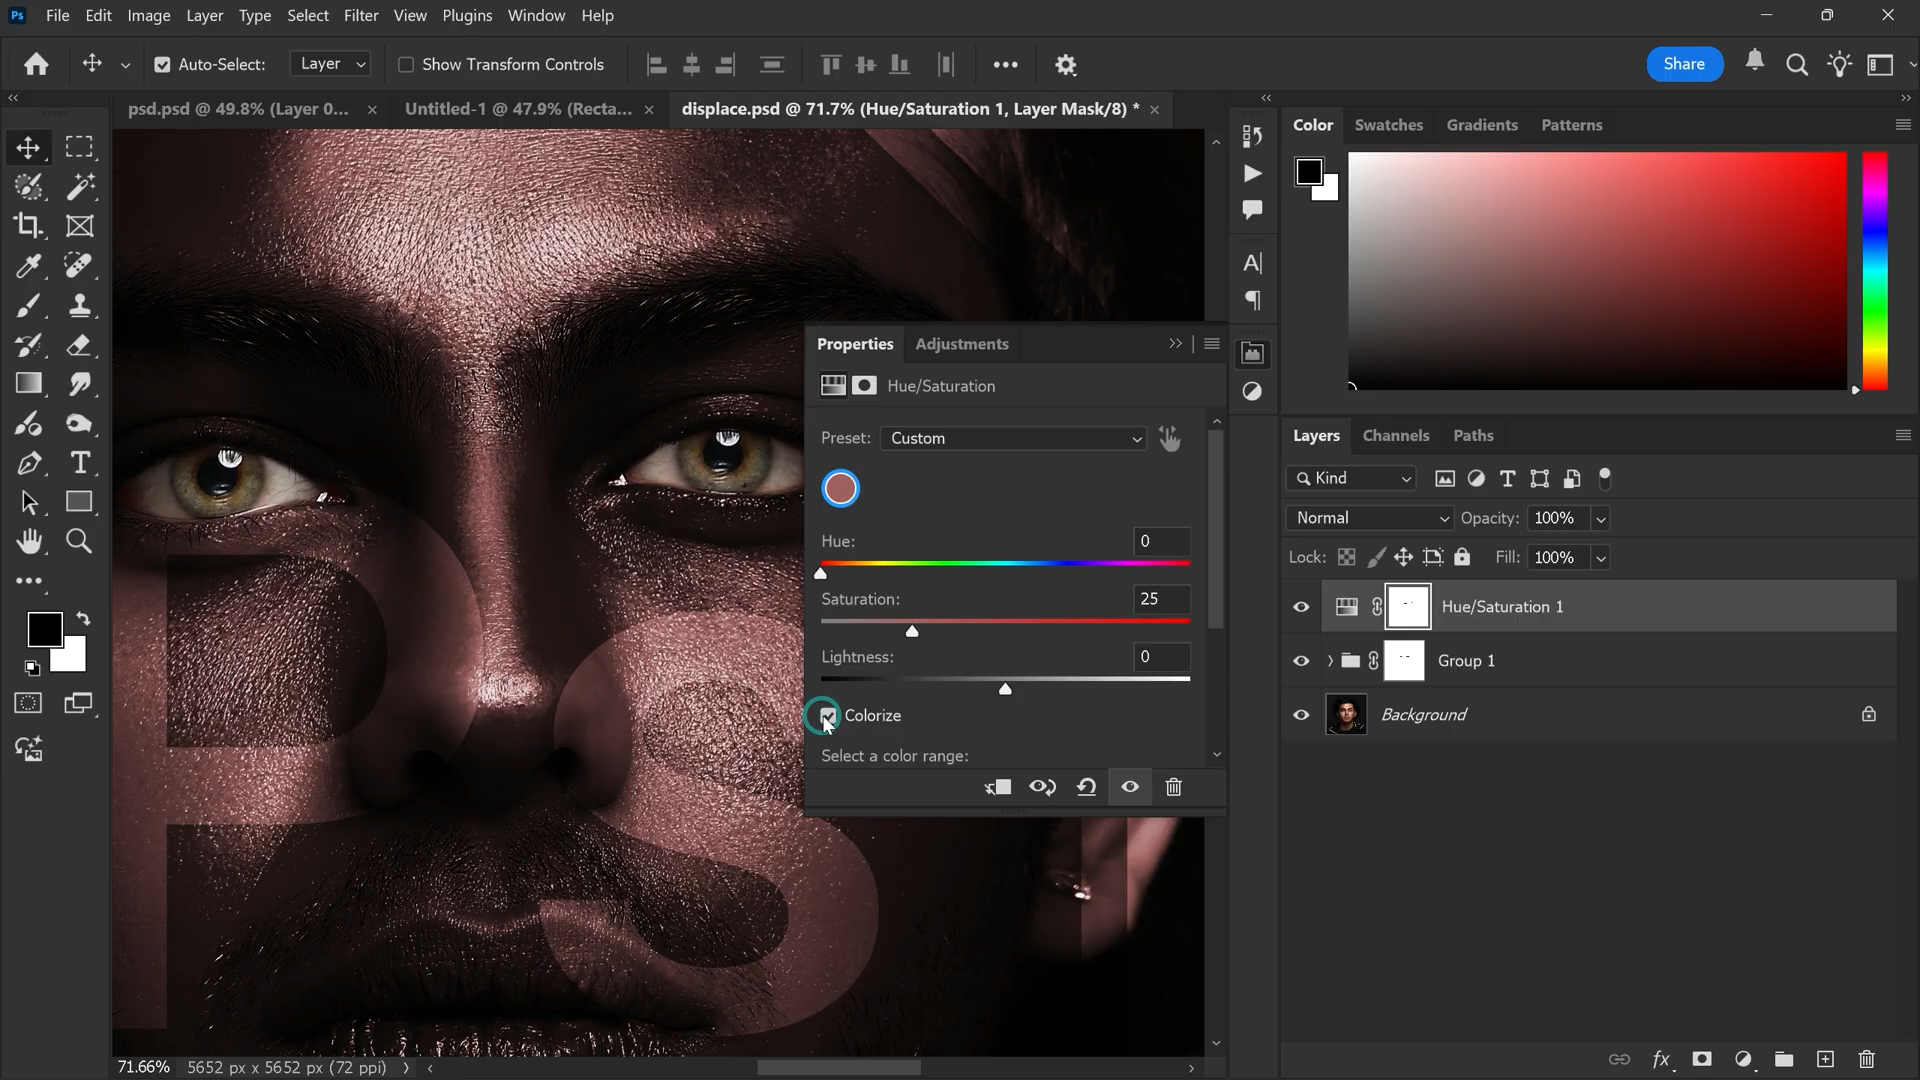 Ps File Edit Image Layer Type Select Filter View Plugins Window Help
Auto-Select: Layer Show Transform Controls Share
psd.psd @ 49.8% (Layer 0... Untitled-1 @ 47.9% (Recta... displace.psd @ 71.7% (Hue/Saturation 1, Layer Mask/8) *
Color Swatches Gradients Patterns
Properties Adjustments
Hue/Saturation
Preset: Custom
Hue: 0
Saturation: 25
Lightness: 0
Colorize
Select a color range:
Layers Channels Paths
Kind
Normal Opacity: 100%
Lock: Fill: 100%
Hue/Saturation 1
Group 1
Background
PS
71.66% 5652 px x 5652 px (72 ppi)